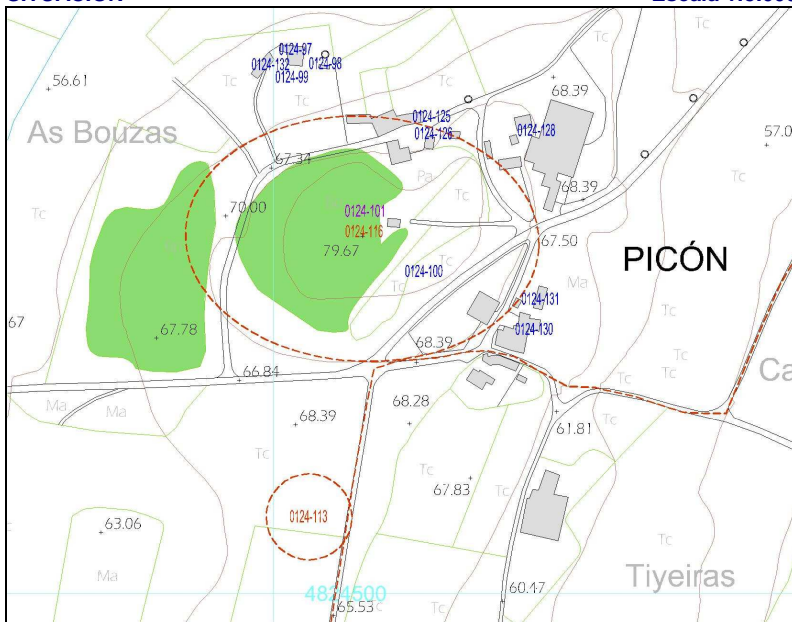 0124-97
0124-132 0124-98
0124-99
Tc
Tc
Tc
Tc
56.61
68.39
As Bouzas
0124-125
0124-126
0124-128
57.0
67.34
Pa
Tc
68.39
Tc
70.00
0124-101
0124-116
67.50
79.67
PICÓN
0124-100
Tc
Ma
0124-131
67
67.78
0124-130
68.39
Ca
66.84
Tc
Tc
Tc
Ma
Ma
68.39
68.28
61.81
Tc
Tc
67.83
0124-113
63.06
Tc
Ma
Tiyeiras
4824500
60.47
65.53
Tc
Tc